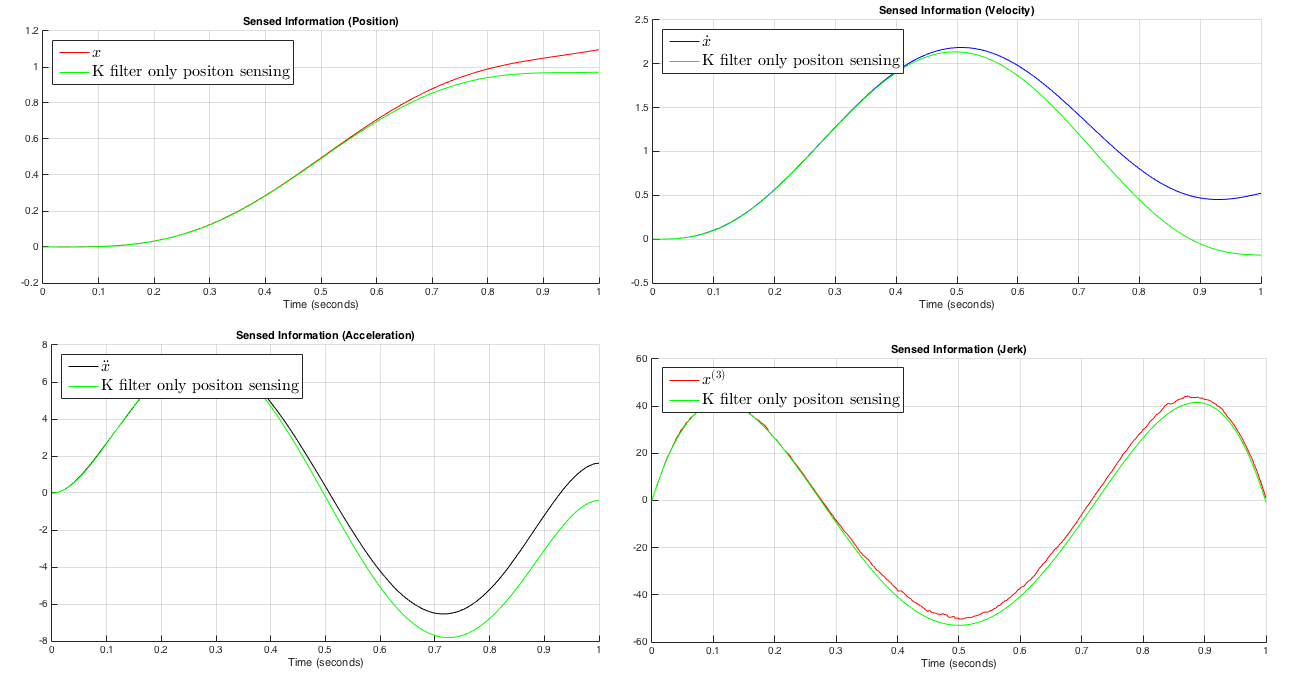 Sensed Information (Position)
1.2
1
0.8
0.6
0.4
0.2
0
-0.2
x
K filter only positon sensing
0 0.1 0.2 0.3 0.4 0.5 0.6 0.7 0.8 0.9 1
Time (seconds)
Sensed Information (Velocity)
2.5
2
1.5
1
0.5
0
-0.5
ẋ
K filter only positon sensing
0 0.1 0.2 0.3 0.4 0.5 0.6 0.7 0.8 0.9 1
Time (seconds)
Sensed Information (Acceleration)
8
6
4
2
0
-2
-4
-6
-8
ẍ
K filter only positon sensing
0 0.1 0.2 0.3 0.4 0.5 0.6 0.7 0.8 0.9 1
Time (seconds)
Sensed Information (Jerk)
60
40
20
0
-20
-40
-60
x⁽³⁾
K filter only positon sensing
0 0.1 0.2 0.3 0.4 0.5 0.6 0.7 0.8 0.9 1
Time (seconds)